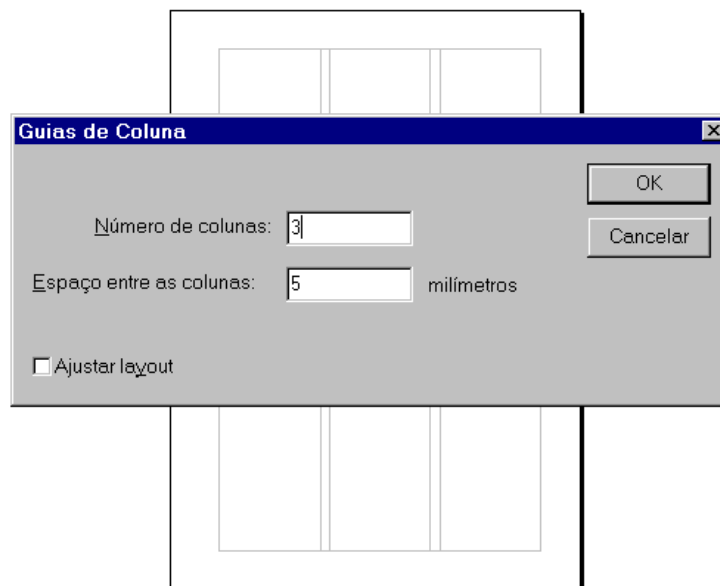 Guias de Coluna
OK
Número de colunas: 3
Cancelar
Espaço entre as colunas: 5 milímetros
Ajustar layout